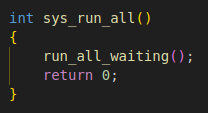 int sys_run_all()
{
    run_all_waiting();
    return 0;
}